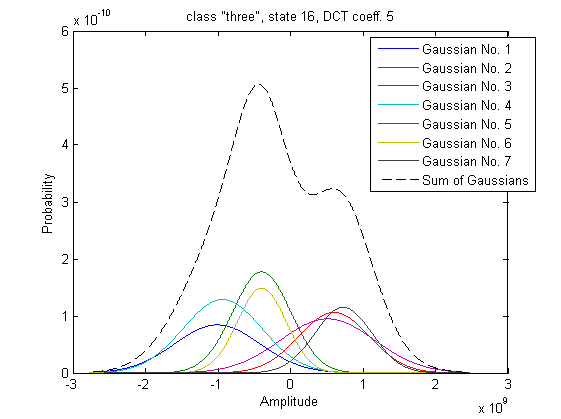 class "three", state 16, DCT coeff. 5
x 10^-10
6
5
4
3
2
1
0
Probability
Gaussian No. 1
Gaussian No. 2
Gaussian No. 3
Gaussian No. 4
Gaussian No. 5
Gaussian No. 6
Gaussian No. 7
Sum of Gaussians
-3 -2 -1 0 1 2 3
Amplitude
x 10^9